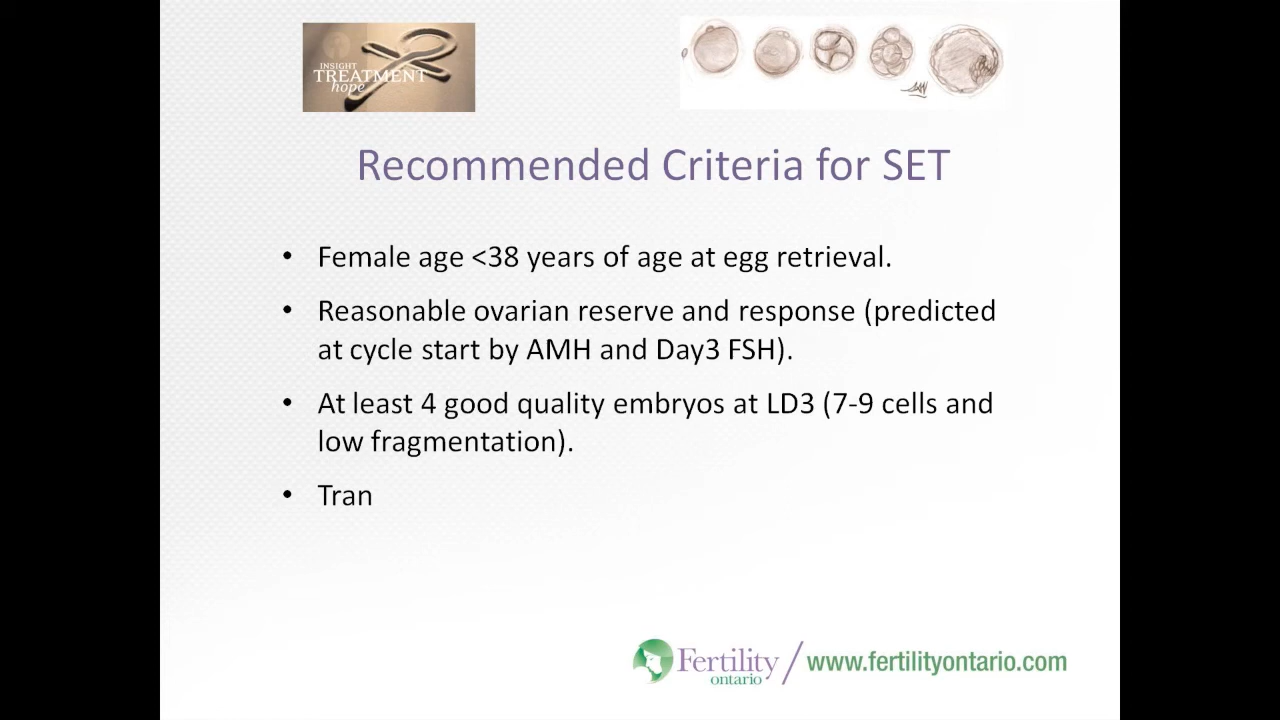 INSIGHT
TREATMENT
hope
Recommended Criteria for SET
• Female age <38 years of age at egg retrieval.
• Reasonable ovarian reserve and response (predicted
at cycle start by AMH and Day3 FSH).
• At least 4 good quality embryos at LD3 (7-9 cells and
low fragmentation).
• Tran
Fertility
ontario
www.fertilityontario.com